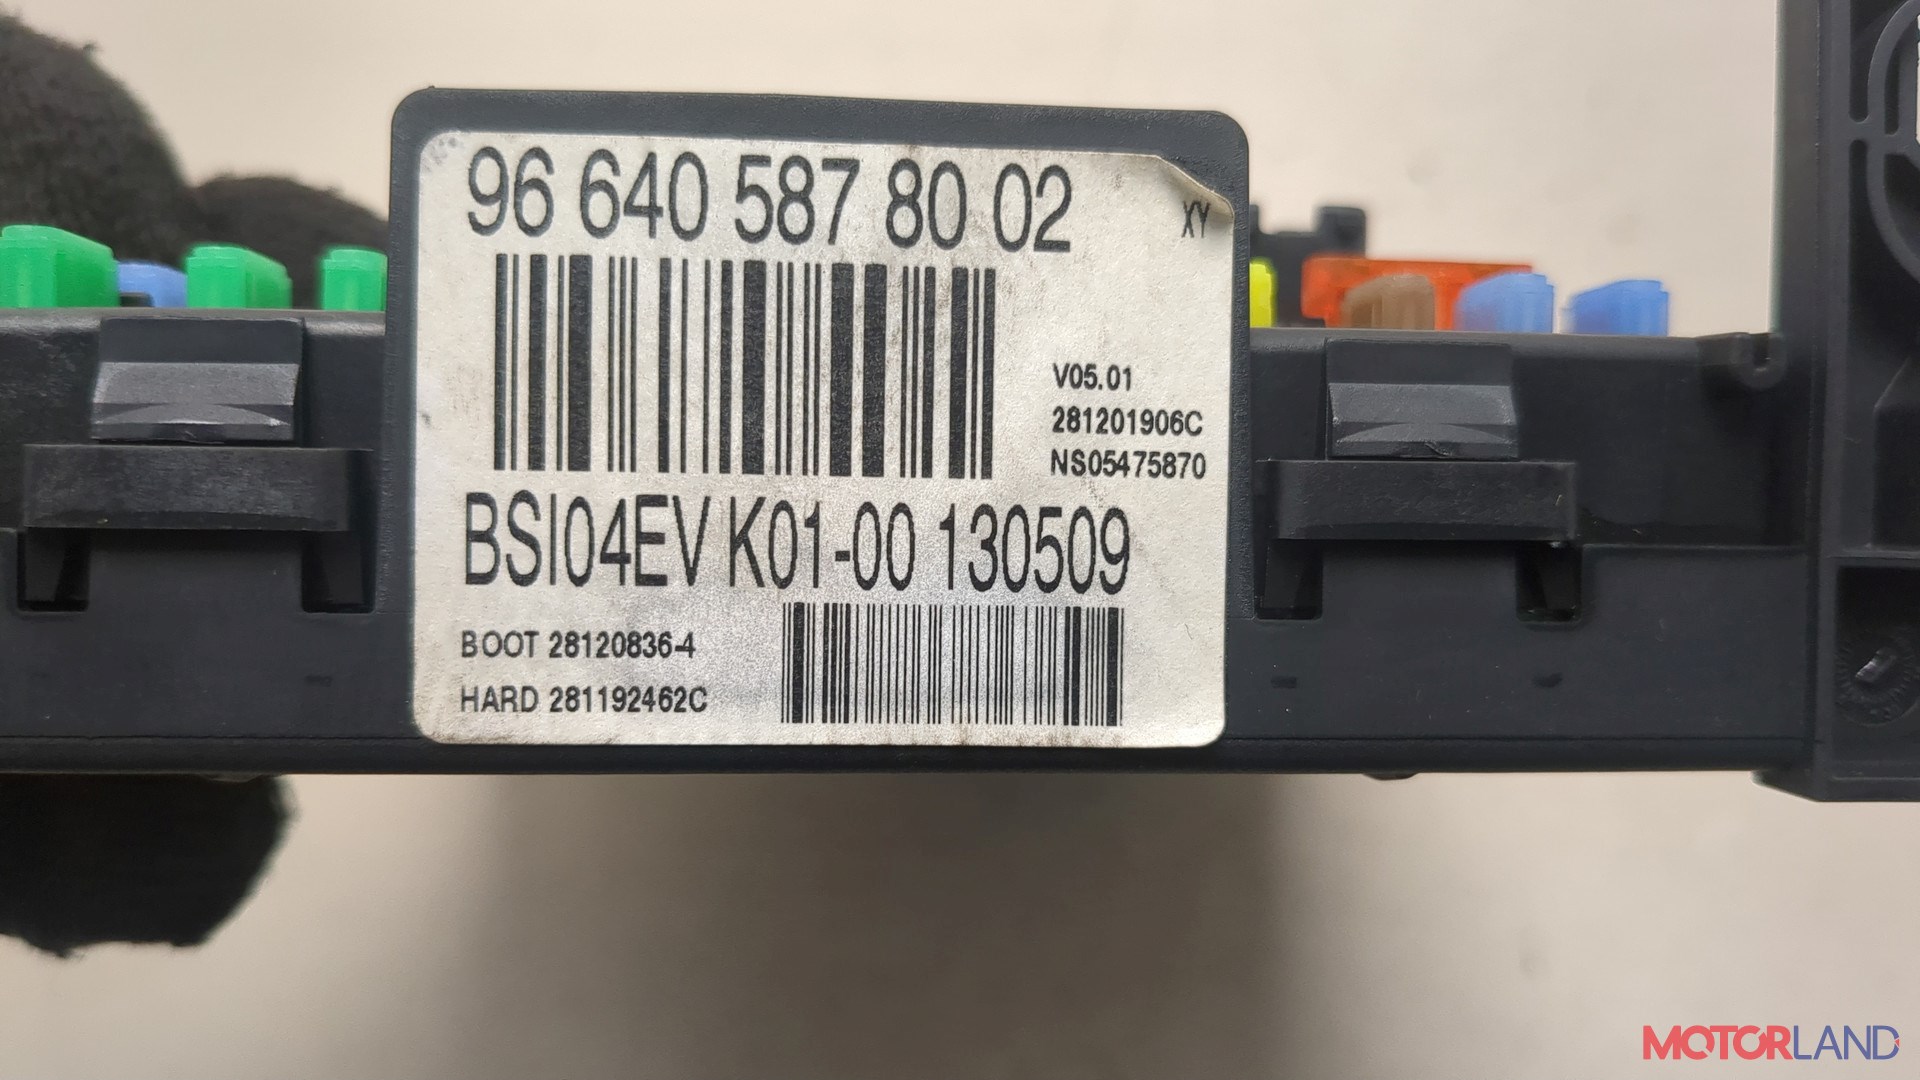 96 640 587 80 02
XY
V05.01
281201906C
NS05475870
BSI04EV K01-00 130509
BOOT 28120836-4
HARD 281192462C
MOTORLAND